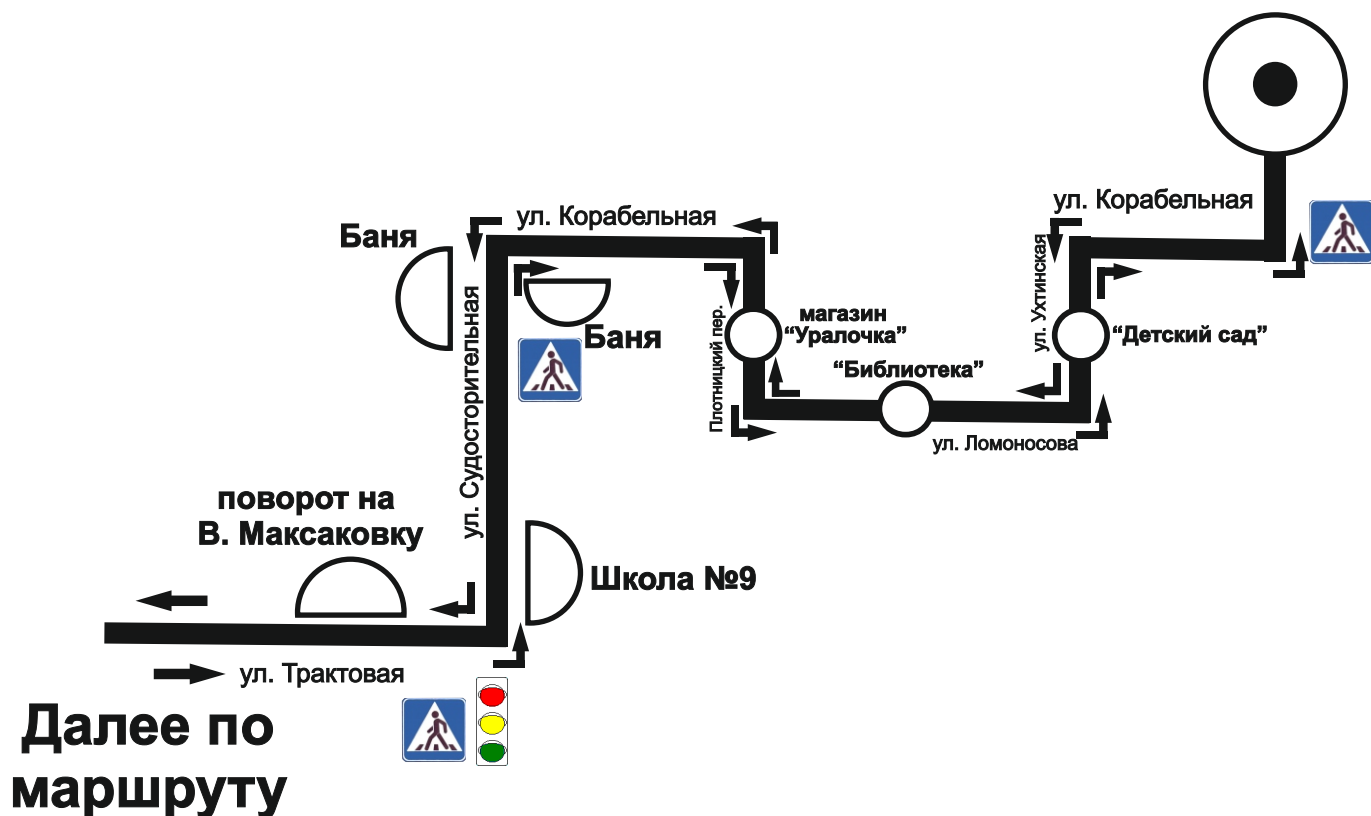 ул. Корабельная
ул. Корабельная
Баня
ул. Ухтинская
Плотницкий пер.
магазин
“Уралочка”
“Детский сад”
Баня
“Библиотека”
ул. Судосторительная
ул. Ломоносова
поворот на
В. Максаковку
Школа №9
ул. Трактовая
Далее по
маршруту